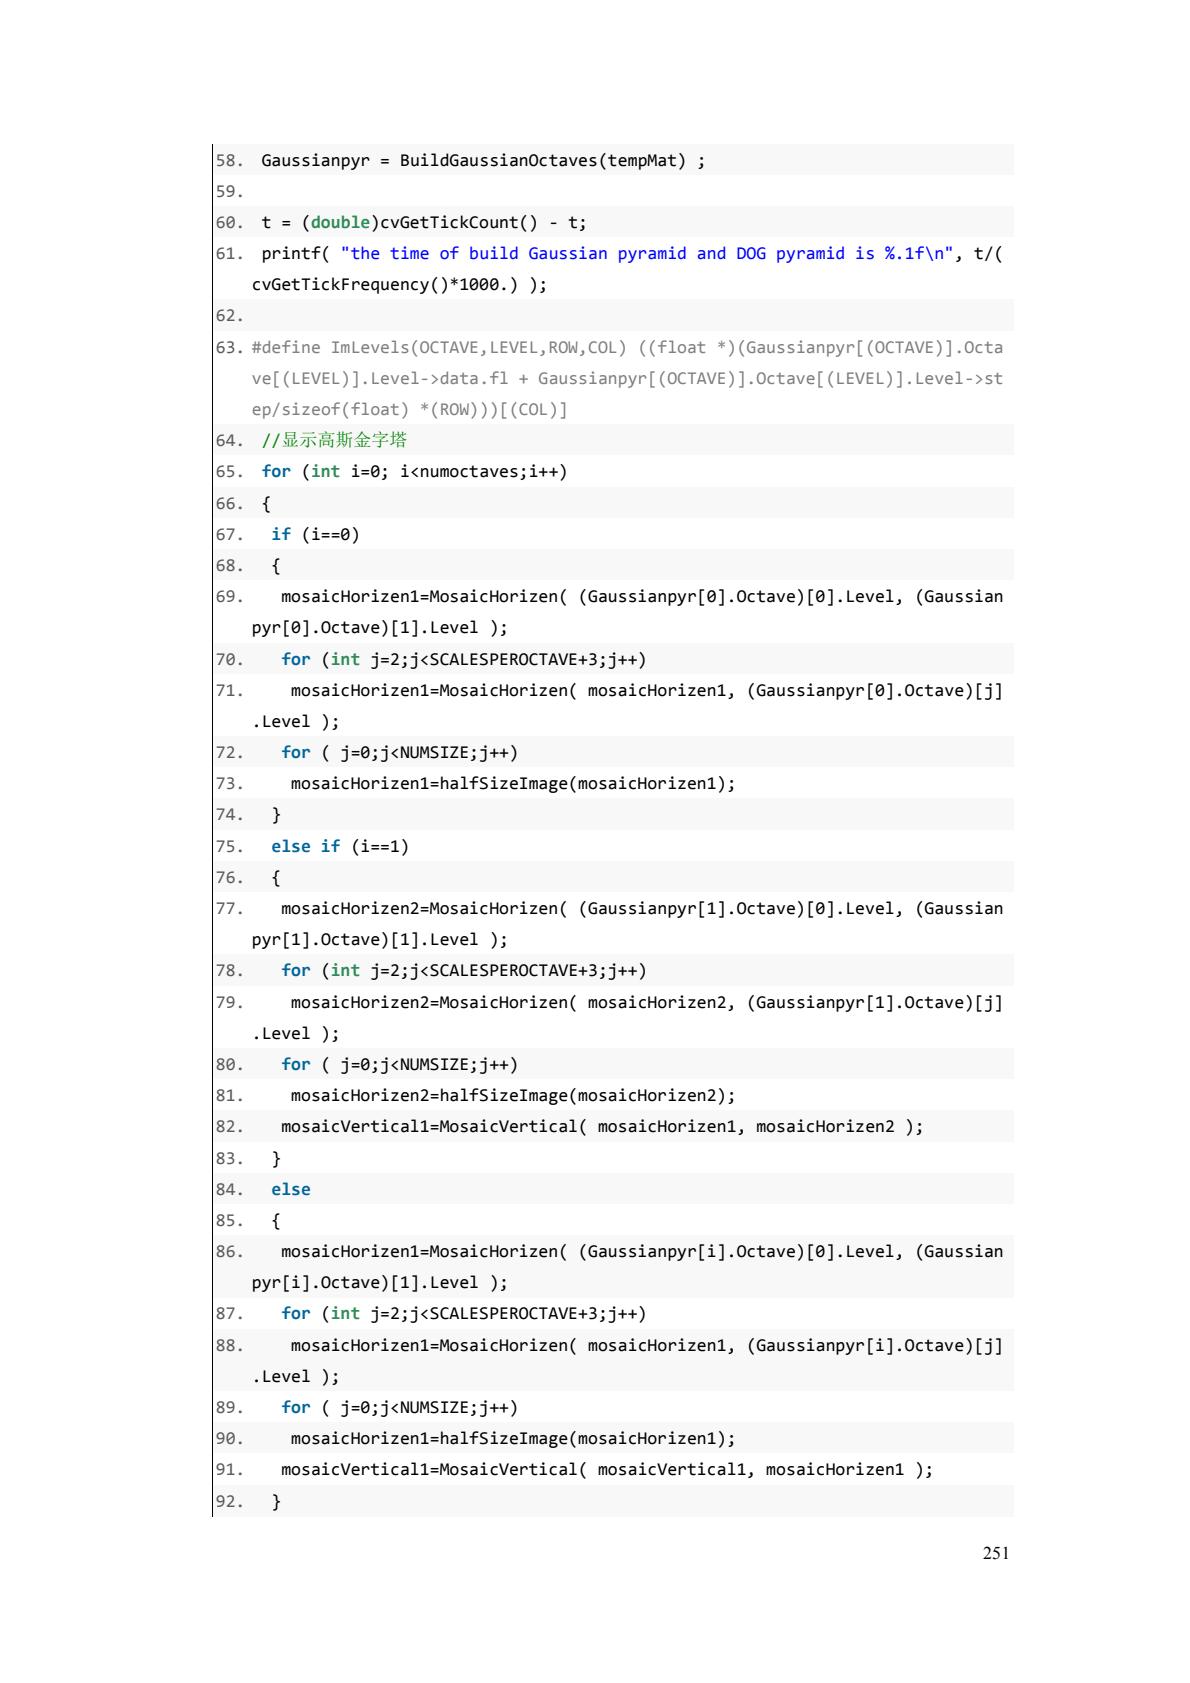 58. Gaussianpyr = BuildGaussianOctaves(tempMat) ;
59.
60. t = (double)cvGetTickCount() - t;
61. printf( "the time of build Gaussian pyramid and DOG pyramid is %.1f\n", t/(
cvGetTickFrequency()*1000.) );
62.
63. #define ImLevels(OCTAVE,LEVEL,ROW,COL) ((float *)(Gaussianpyr[(OCTAVE)].Octa
ve[(LEVEL)].Level->data.fl + Gaussianpyr[(OCTAVE)].Octave[(LEVEL)].Level->st
ep/sizeof(float) *(ROW)))[(COL)]
64. //显示高斯金字塔
65. for (int i=0; i<numoctaves;i++)
66. {
67. if (i==0)
68. {
69. mosaicHorizen1=MosaicHorizen( (Gaussianpyr[0].Octave)[0].Level, (Gaussian
pyr[0].Octave)[1].Level );
70. for (int j=2;j<SCALESPEROCTAVE+3;j++)
71. mosaicHorizen1=MosaicHorizen( mosaicHorizen1, (Gaussianpyr[0].Octave)[j]
.Level );
72. for ( j=0;j<NUMSIZE;j++)
73. mosaicHorizen1=halfSizeImage(mosaicHorizen1);
74. }
75. else if (i==1)
76. {
77. mosaicHorizen2=MosaicHorizen( (Gaussianpyr[1].Octave)[0].Level, (Gaussian
pyr[1].Octave)[1].Level );
78. for (int j=2;j<SCALESPEROCTAVE+3;j++)
79. mosaicHorizen2=MosaicHorizen( mosaicHorizen2, (Gaussianpyr[1].Octave)[j]
.Level );
80. for ( j=0;j<NUMSIZE;j++)
81. mosaicHorizen2=halfSizeImage(mosaicHorizen2);
82. mosaicVertical1=MosaicVertical( mosaicHorizen1, mosaicHorizen2 );
83. }
84. else
85. {
86. mosaicHorizen1=MosaicHorizen( (Gaussianpyr[i].Octave)[0].Level, (Gaussian
pyr[i].Octave)[1].Level );
87. for (int j=2;j<SCALESPEROCTAVE+3;j++)
88. mosaicHorizen1=MosaicHorizen( mosaicHorizen1, (Gaussianpyr[i].Octave)[j]
.Level );
89. for ( j=0;j<NUMSIZE;j++)
90. mosaicHorizen1=halfSizeImage(mosaicHorizen1);
91. mosaicVertical1=MosaicVertical( mosaicVertical1, mosaicHorizen1 );
92. }
251